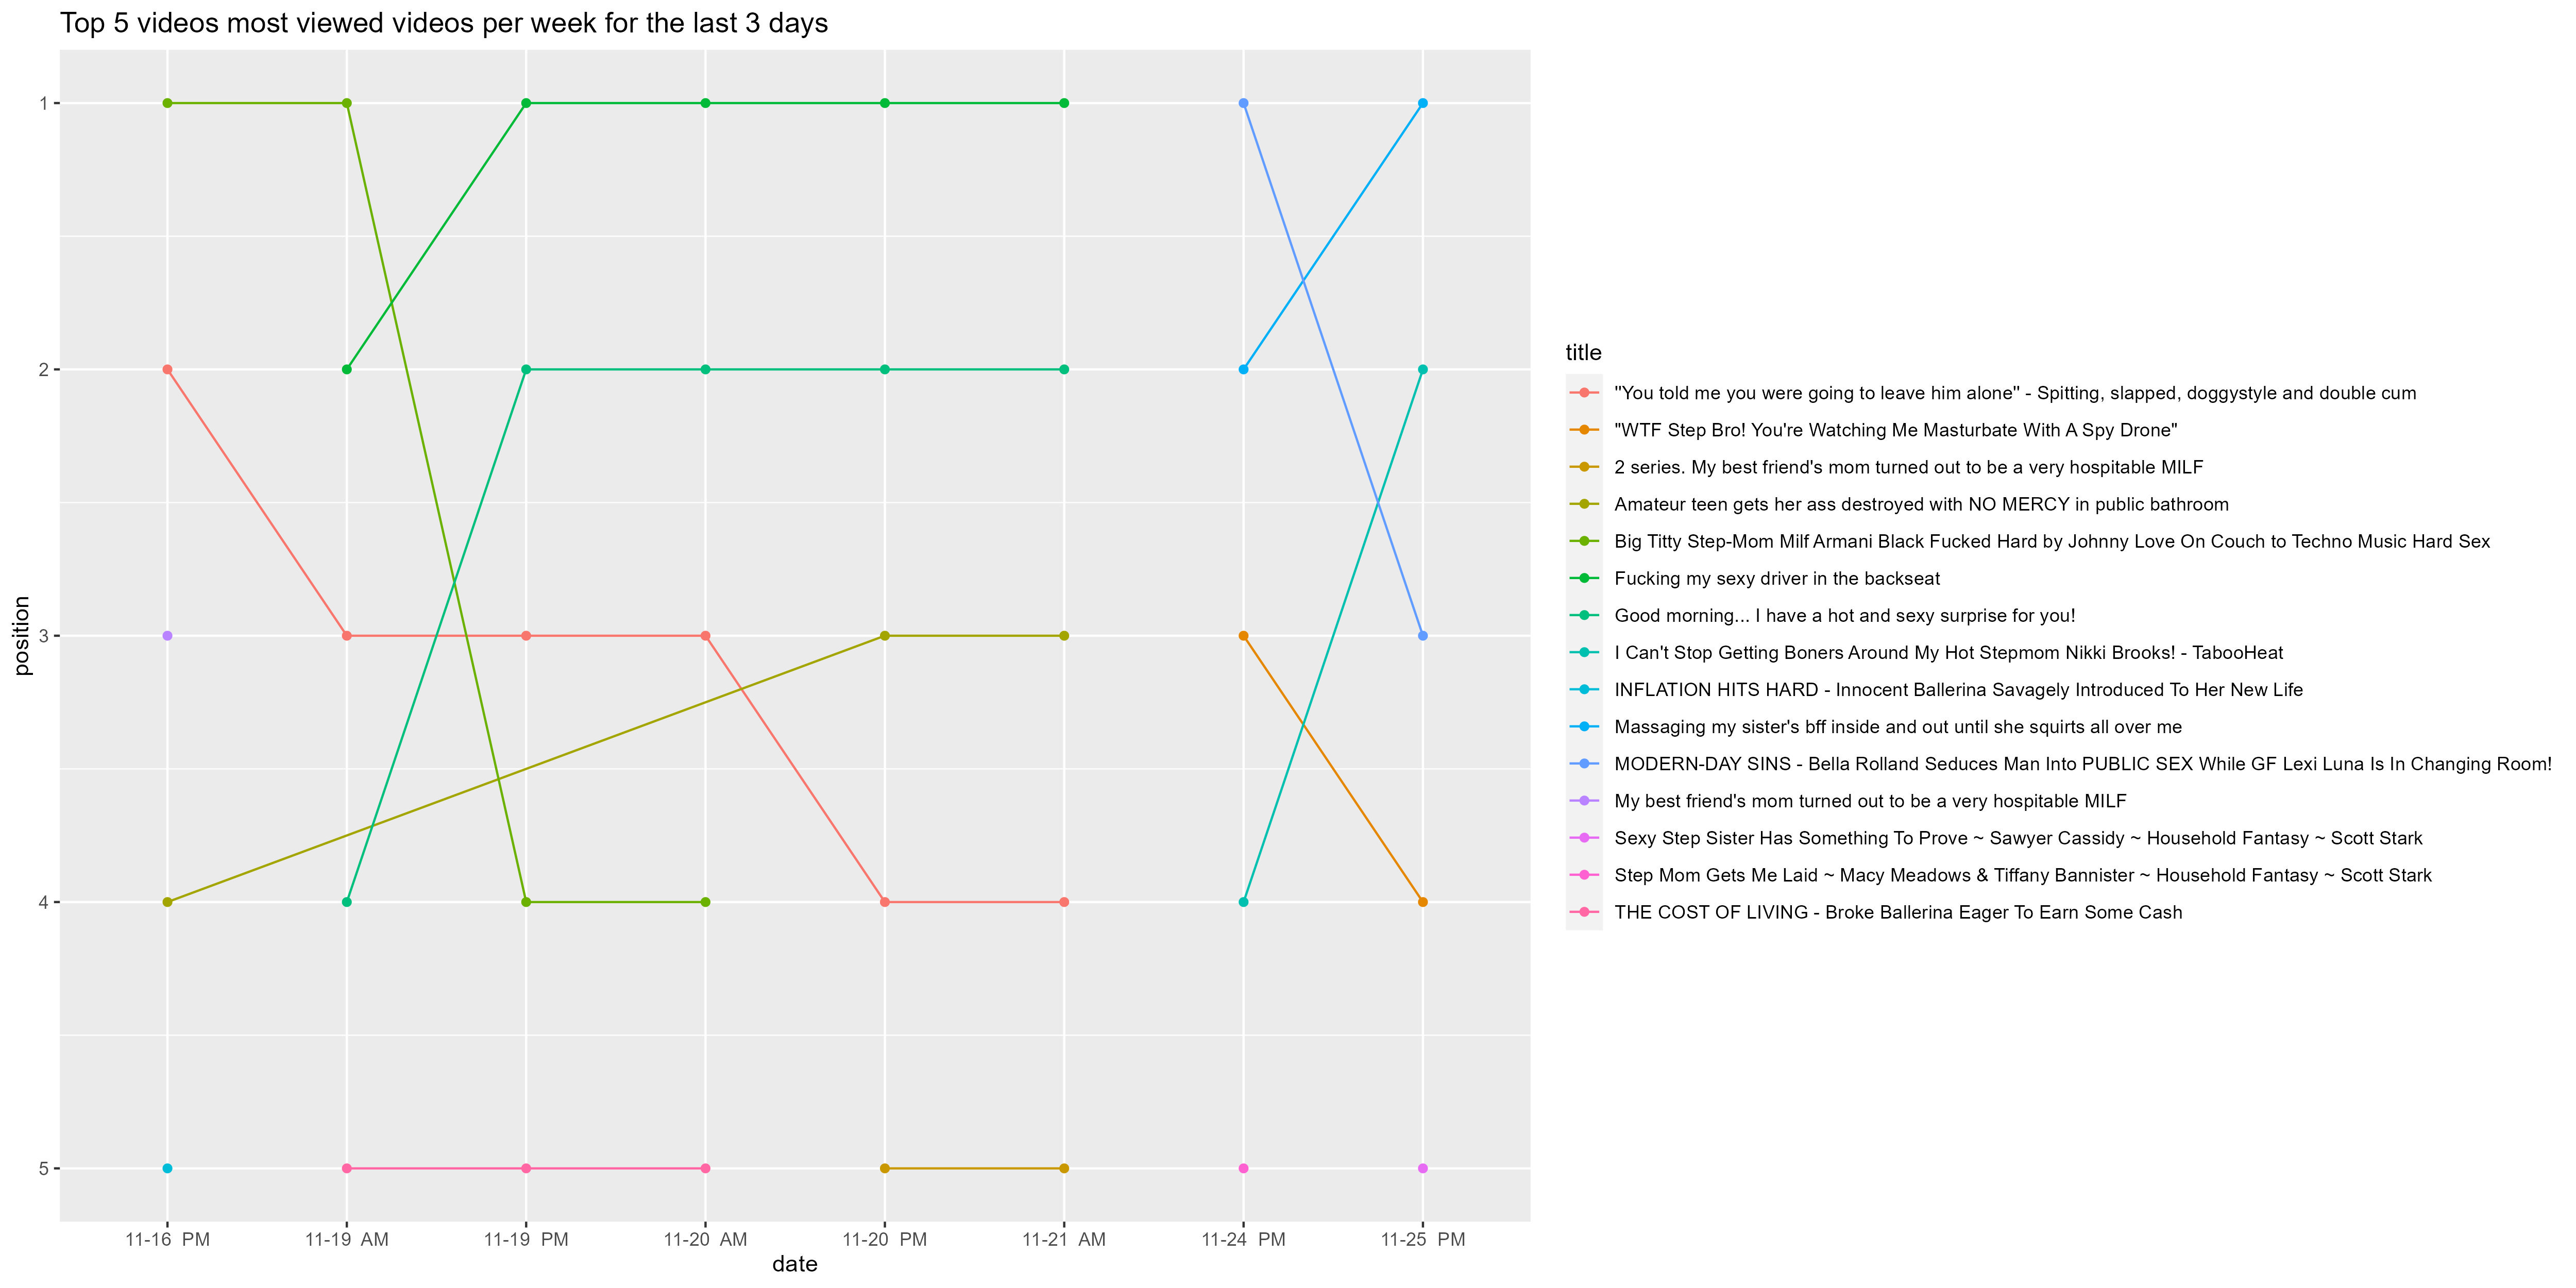 Top 5 videos most viewed videos per week for the last 3 days
position
1
2
3
4
5
11-16 PM
11-19 AM
11-19 PM
11-20 AM
11-20 PM
11-21 AM
11-24 PM
11-25 PM
date
title
"You told me you were going to leave him alone" - Spitting, slapped, doggystyle and double cum
"WTF Step Bro! You're Watching Me Masturbate With A Spy Drone"
2 series. My best friend's mom turned out to be a very hospitable MILF
Amateur teen gets her ass destroyed with NO MERCY in public bathroom
Big Titty Step-Mom Milf Armani Black Fucked Hard by Johnny Love On Couch to Techno Music Hard Sex
Fucking my sexy driver in the backseat
Good morning... I have a hot and sexy surprise for you!
I Can't Stop Getting Boners Around My Hot Stepmom Nikki Brooks! - TabooHeat
INFLATION HITS HARD - Innocent Ballerina Savagely Introduced To Her New Life
Massaging my sister's bff inside and out until she squirts all over me
MODERN-DAY SINS - Bella Rolland Seduces Man Into PUBLIC SEX While GF Lexi Luna Is In Changing Room!
My best friend's mom turned out to be a very hospitable MILF
Sexy Step Sister Has Something To Prove ~ Sawyer Cassidy ~ Household Fantasy ~ Scott Stark
Step Mom Gets Me Laid ~ Macy Meadows & Tiffany Bannister ~ Household Fantasy ~ Scott Stark
THE COST OF LIVING - Broke Ballerina Eager To Earn Some Cash